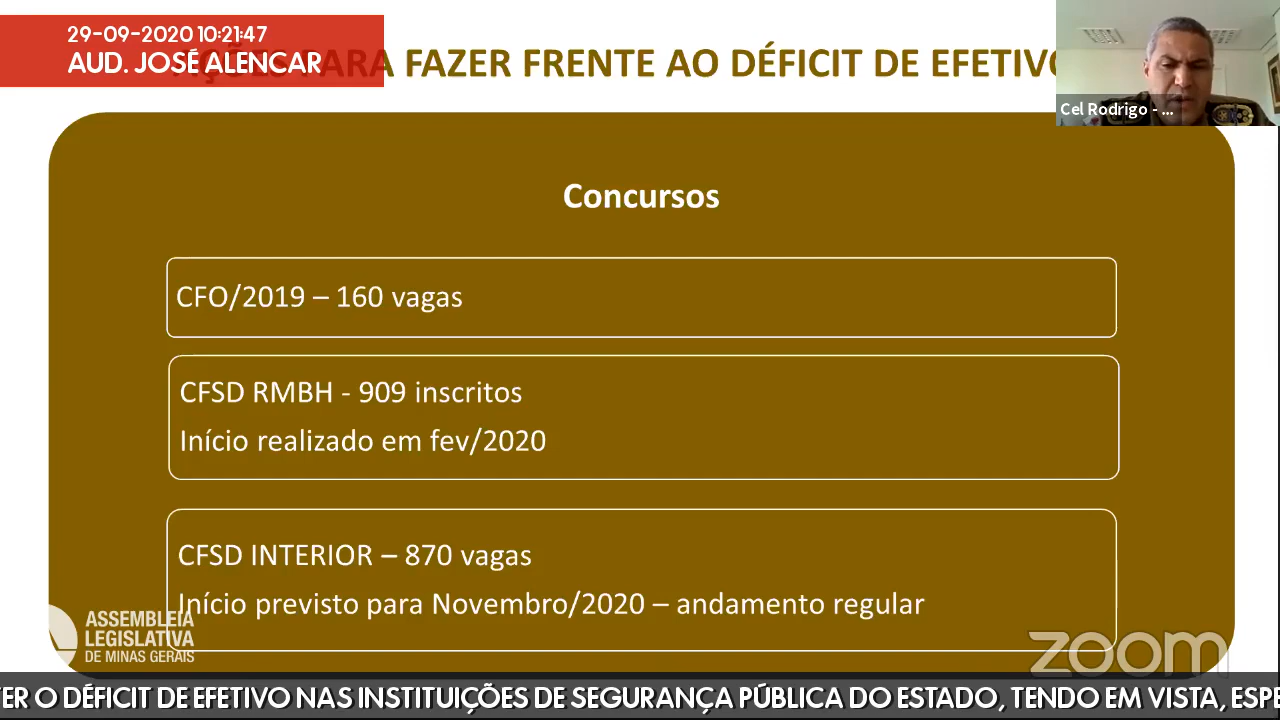 29-09-2020 10:21:47
AUD. JOSÉ ALENCAR
AÇÕES PARA FAZER FRENTE AO DÉFICIT DE EFETIVO
Cel Rodrigo - ...
Concursos
CFO/2019 – 160 vagas
CFSD RMBH - 909 inscritos
Início realizado em fev/2020
CFSD INTERIOR – 870 vagas
Início previsto para Novembro/2020 – andamento regular
ASSEMBLEIA
LEGISLATIVA
DE MINAS GERAIS
zoom
O DÉFICIT DE EFETIVO NAS INSTITUIÇÕES DE SEGURANÇA PÚBLICA DO ESTADO, TENDO EM VISTA,